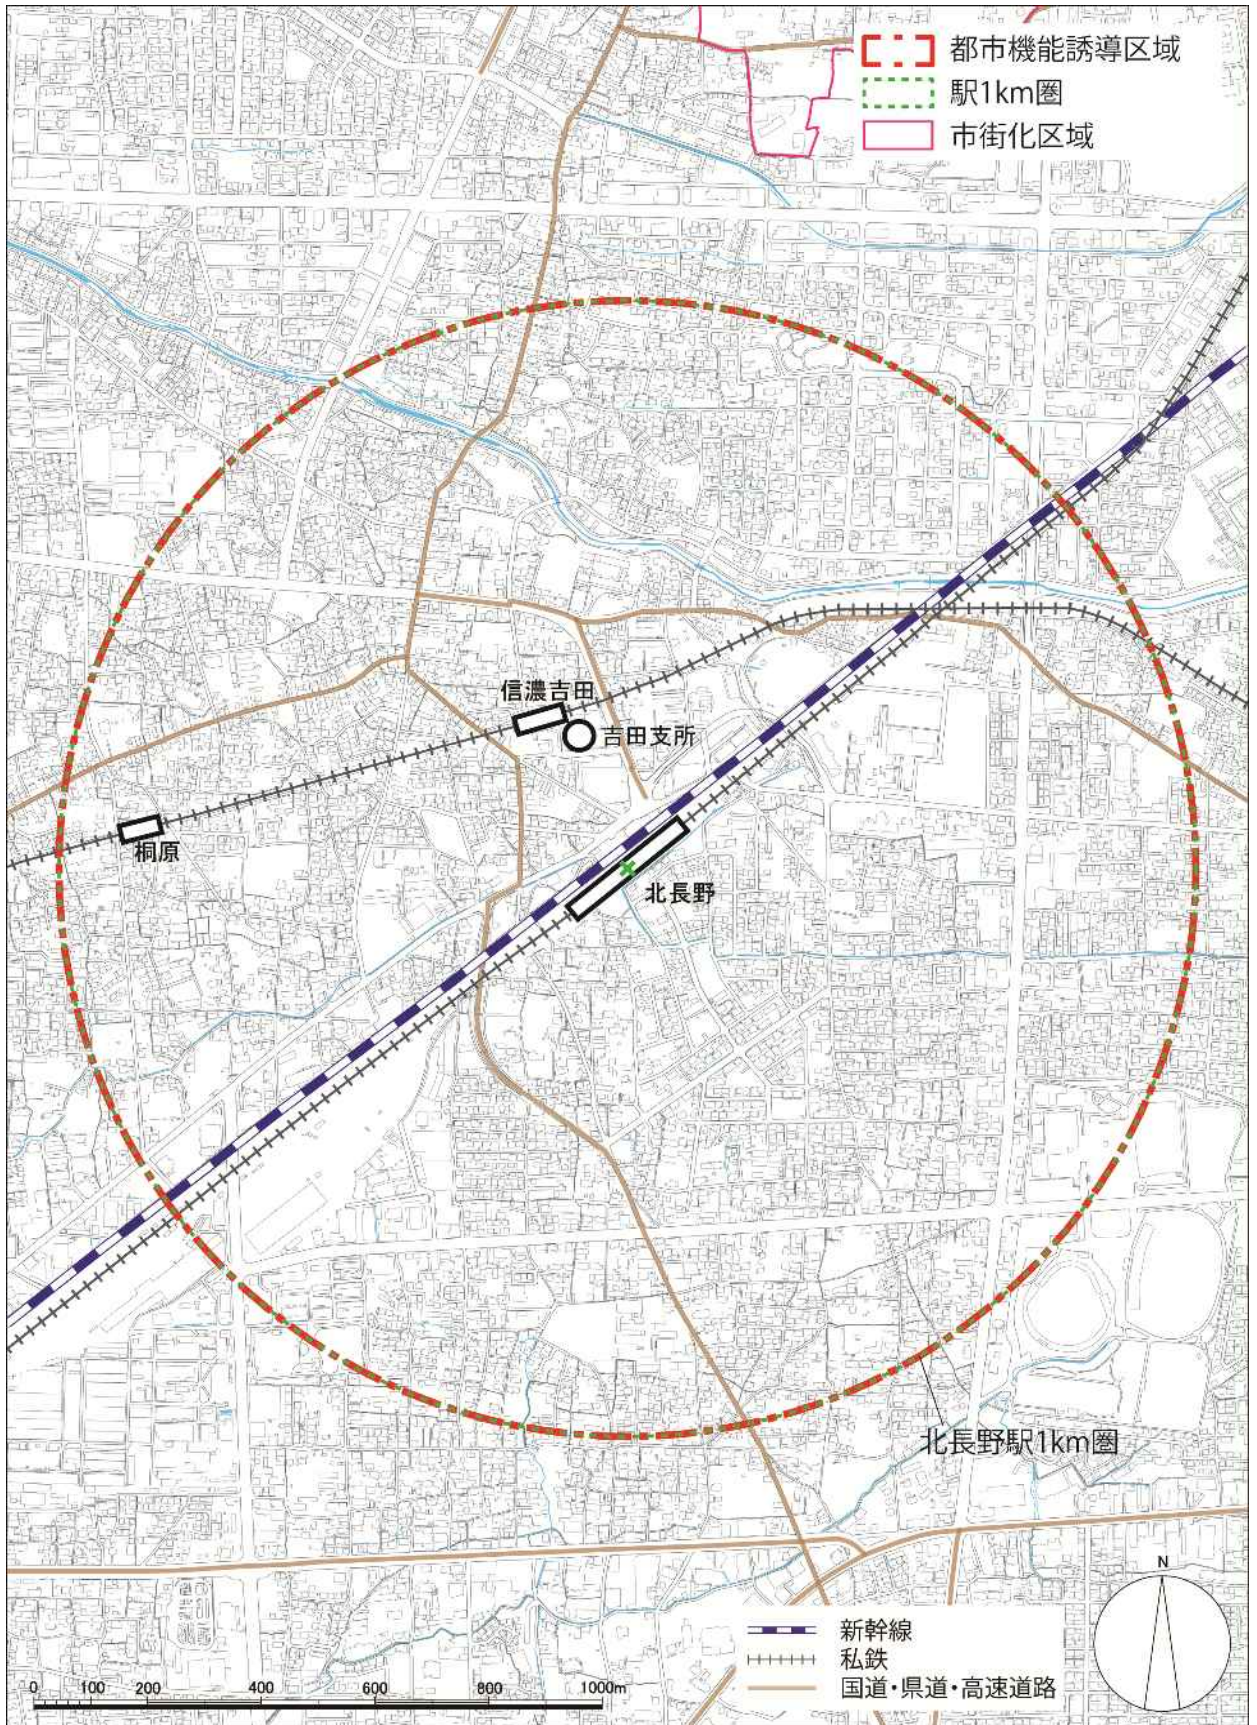 都市機能誘導区域
駅1km圏
市街化区域
信濃吉田
吉田支所
桐原
北長野
北長野駅1km圏
N
新幹線
私鉄
国道・県道・高速道路
0 100 200 400 600 800 1000m